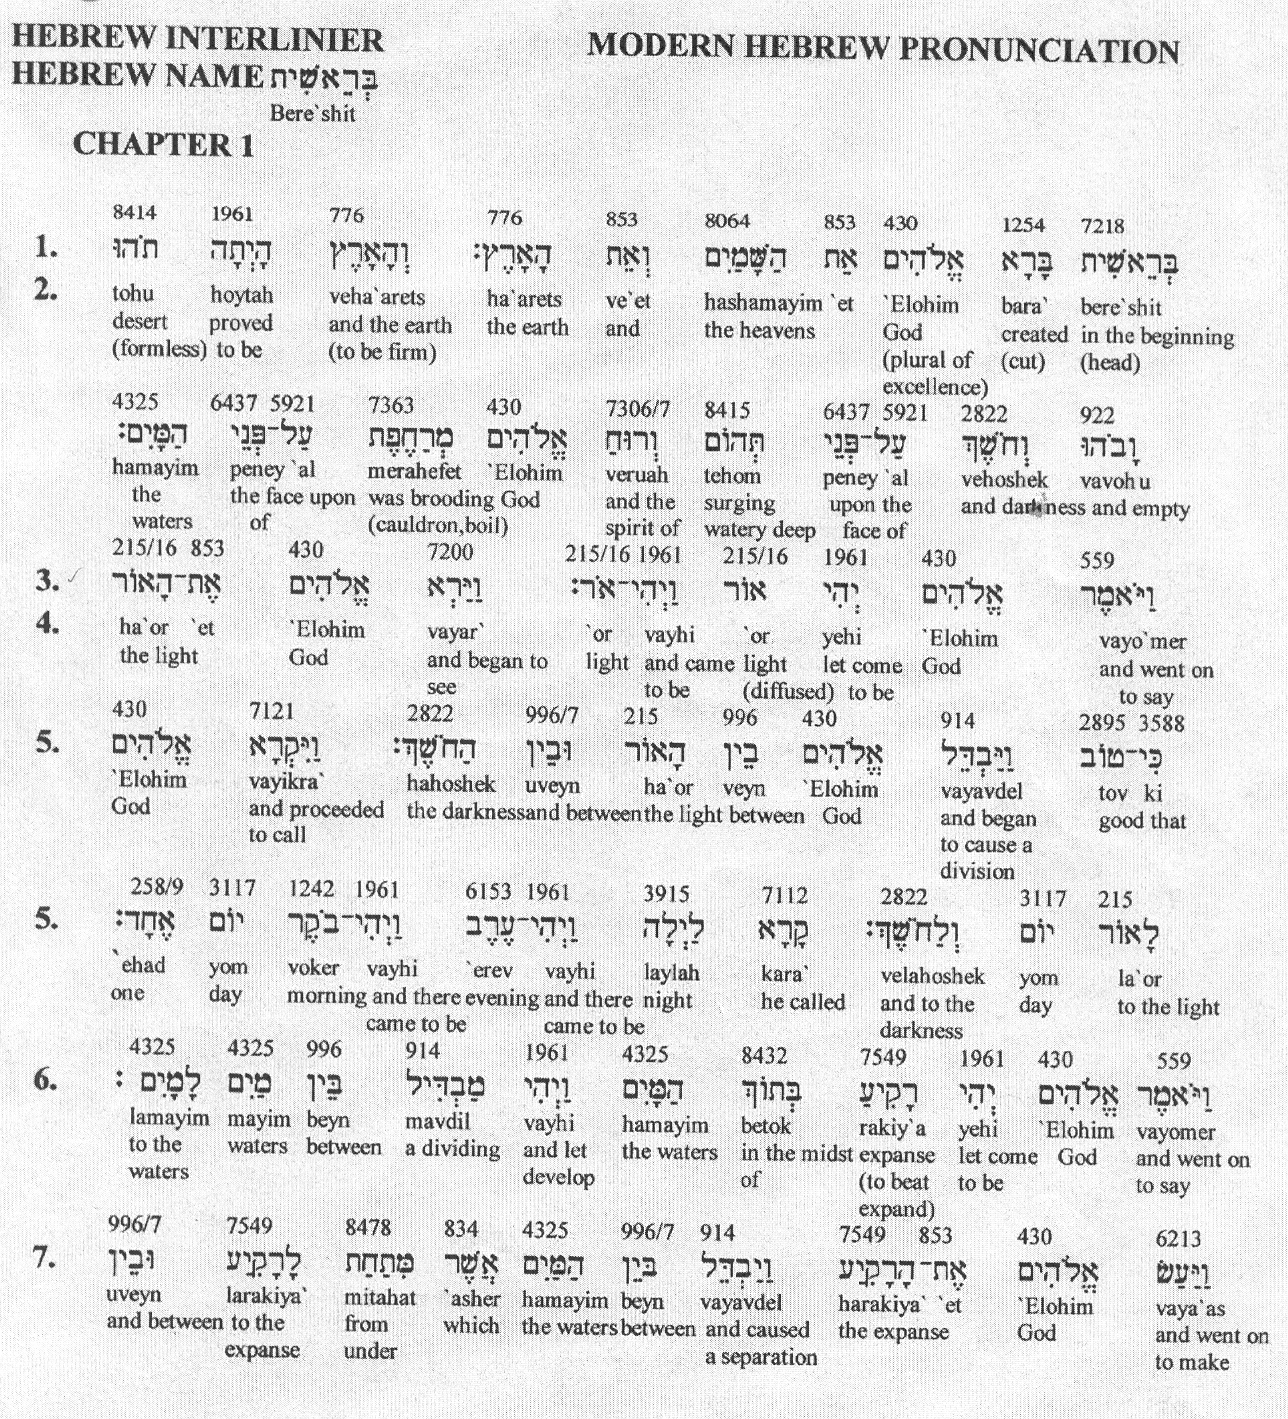 HEBREW INTERLINIER
MODERN HEBREW PRONUNCIATION
HEBREW NAME בְּרֵאשִׁית
Bere`shit
CHAPTER 1
8414 1961 776 776 853 8064 853 430 1254 7218
1. בְּרֵאשִׁית בָּרָא אֱלֹהִים אֵת הַשָּׁמַיִם וְאֵת הָאָרֶץ׃ וְהָאָרֶץ הָיְתָה תֹהוּ
2. tohu hoytah veha`arets ha`arets ve`et hashamayim `et `Elohim bara` bere`shit
desert proved and the earth the earth and the heavens God created in the beginning
(formless) to be (to be firm) (plural of (cut) (head)
excellence)
4325 6437 5921 7363 430 7306/7 8415 6437 5921 2822 922
וָבֹהוּ וְחֹשֶׁךְ עַל־פְּנֵי תְּהוֹם וְרוּחַ אֱלֹהִים מְרַחֶפֶת עַל־פְּנֵי הַמָּיִם׃
hamayim peney `al merahefet `Elohim veruah tehom peney `al vehoshek vavohu
the the face upon was brooding God and the surging upon the and darkness and empty
waters of (cauldron,boil) spirit of watery deep face of
215/16 853 430 7200 215/16 1961 215/16 1961 430 559
3. וַיֹּאמֶר אֱלֹהִים יְהִי אוֹר וַיְהִי־אֹר׃ וַיַּרְא אֱלֹהִים אֶת־הָאוֹר
4. ha`or `et `Elohim vayar` `or vayhi `or yehi `Elohim vayo`mer
the light God and began to light and came light let come God and went on
see to be (diffused) to be to say
430 7121 2822 996/7 215 996 430 914 2895 3588
5. כִּי־טוֹב וַיַּבְדֵּל אֱלֹהִים בֵּין הָאוֹר וּבֵין הַחֹשֶׁךְ׃ וַיִּקְרָא אֱלֹהִים
`Elohim vayikra` hahoshek uveyn ha`or veyn `Elohim vayavdel tov ki
God and proceeded the darknessand betweenthe light between God and began good that
to call to cause a
division
258/9 3117 1242 1961 6153 1961 3915 7112 2822 3117 215
5. לָאוֹר יוֹם וְלַחֹשֶׁךְ׃ קָרָא לַיְלָה וַיְהִי־עֶרֶב וַיְהִי־בֹקֶר יוֹם אֶחָד׃
`ehad yom voker vayhi `erev vayhi laylah kara` velahoshek yom la`or
one day morning and there evening and there night he called and to the day to the light
came to be came to be darkness
4325 4325 996 914 1961 4325 8432 7549 1961 430 559
6. וַיֹּאמֶר אֱלֹהִים יְהִי רָקִיעַ בְּתוֹךְ הַמָּיִם וַיְהִי מַבְדִּיל בֵּין מַיִם לָמָיִם ׃
lamayim mayim beyn mavdil vayhi hamayim betok rakiy`a yehi `Elohim vayomer
to the waters between a dividing and let the waters in the midst expanse let come God and went on
waters develop of (to beat to be to say
expand)
996/7 7549 8478 834 4325 996/7 914 7549 853 430 6213
7. וַיַּעַשׂ אֱלֹהִים אֶת־הָרָקִיעַ וַיַבְדֵּל בֵּין הַמַּיִם אֲשֶׁר מִתַּחַת לָרָקִיעַ וּבֵין
uveyn larakiya` mitahat `asher hamayim beyn vayavdel harakiya` `et `Elohim vaya`as
and between to the from which the waters between and caused the expanse God and went on
expanse under a separation to make